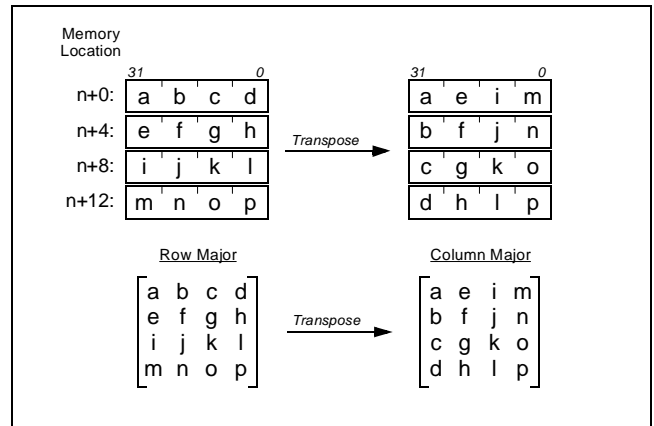 Memory
Location
31 0 31 0
n+0: a b c d a e i m
n+4: e f g h Transpose b f j n
n+8: i j k l c g k o
n+12: m n o p d h l p
Row Major Column Major
a b c d a e i m
e f g h Transpose b f j n
i j k l c g k o
m n o p d h l p